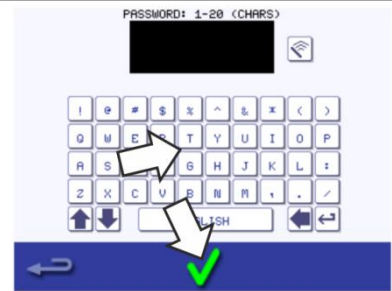 PASSWORD: 1-20 (CHARS)
! @ # $ % ^ & * ( )
Q W E T Y U I O P
A S G H J K L :
Z X C V B N M , . /